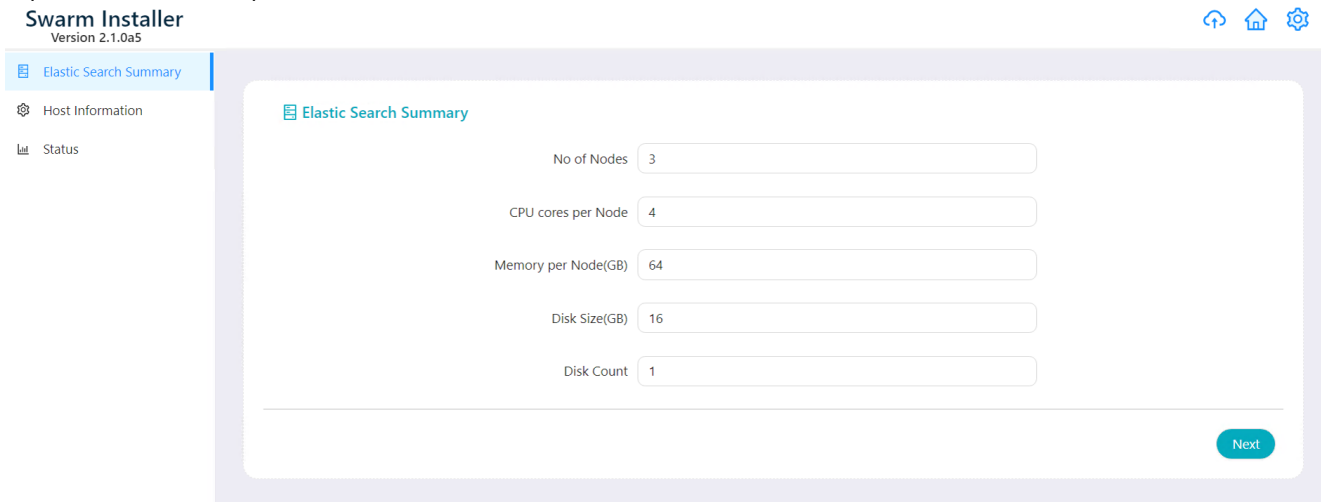 Swarm Installer
Version 2.1.0a5
Elastic Search Summary
Host Information
Status
Elastic Search Summary
No of Nodes 3
CPU cores per Node 4
Memory per Node(GB) 64
Disk Size(GB) 16
Disk Count 1
Next